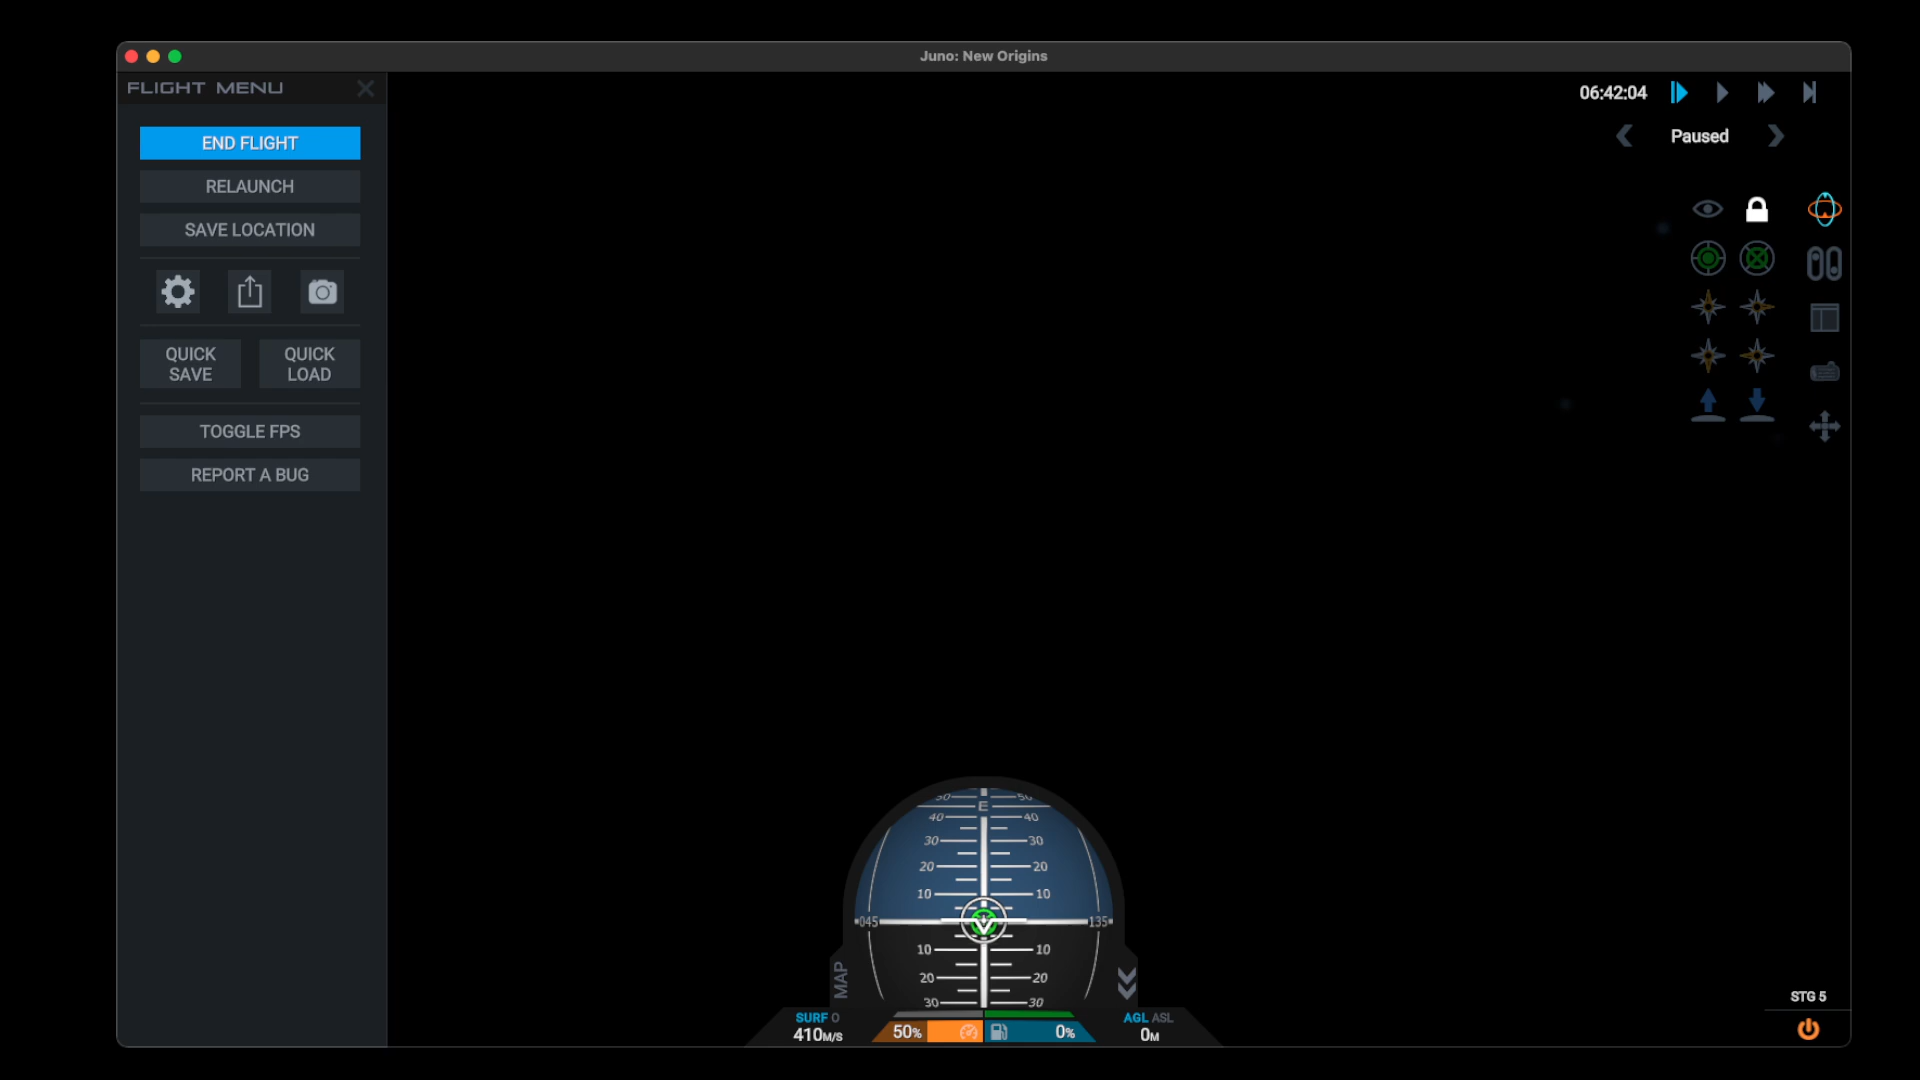 Juno: New Origins
FLIGHT MENU
END FLIGHT
RELAUNCH
SAVE LOCATION
QUICK
SAVE
QUICK
LOAD
TOGGLE FPS
REPORT A BUG
06:42:04
Paused
50 50
E
40 40
30 30
20 20
10 10
045 135
10 10
20 20
30 30
MAP
SURF O
410M/S
50%
0%
AGL ASL
0M
STG 5